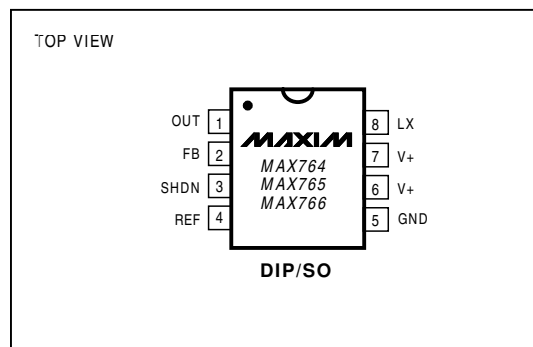 TOP VIEW
OUT 1
FB 2
SHDN 3
REF 4
MAXIM
MAX764
MAX765
MAX766
8 LX
7 V+
6 V+
5 GND
DIP/SO